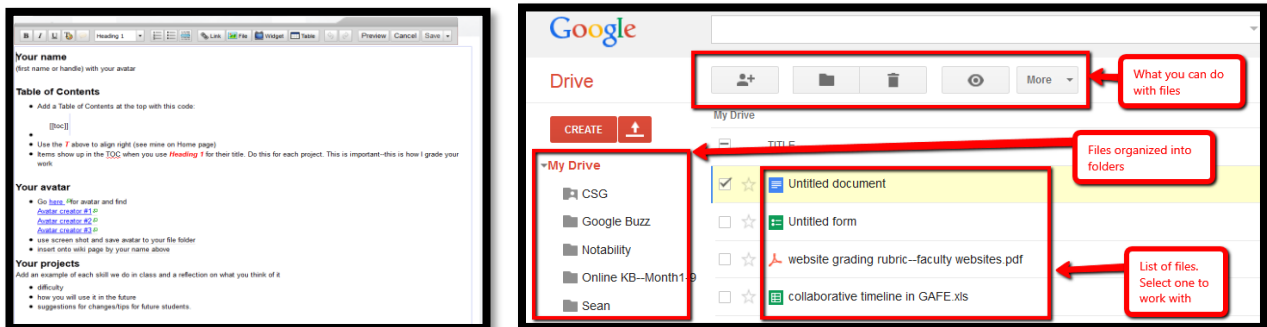 B I U Heading 1 Link File Widget Table Preview Cancel Save
Your name
(first name or handle) with your avatar
Table of Contents
Add a Table of Contents at the top with this code:
[[toc]]
Use the T above to align right (see mine on Home page)
Items show up in the TOC when you use Heading 1 for their title. Do this for each project. This is important--this is how I grade your
work
Your avatar
Go here for avatar and find
Avatar creator #1
Avatar creator #2
Avatar creator #3
use screen shot and save avatar to your file folder
insert onto wiki page by your name above
Your projects
Add an example of each skill we do in class and a reflection on what you think of it
difficulty
how you will use it in the future
suggestions for changes/tips for future students.
Google
Drive
More
What you can do
with files
My Drive
CREATE
TITLE
Files organized into
folders
My Drive
CSG
Google Buzz
Notability
Online KB--Month1-9
Sean
Untitled document
Untitled form
website grading rubric--faculty websites.pdf
collaborative timeline in GAFE.xls
List of files.
Select one to
work with